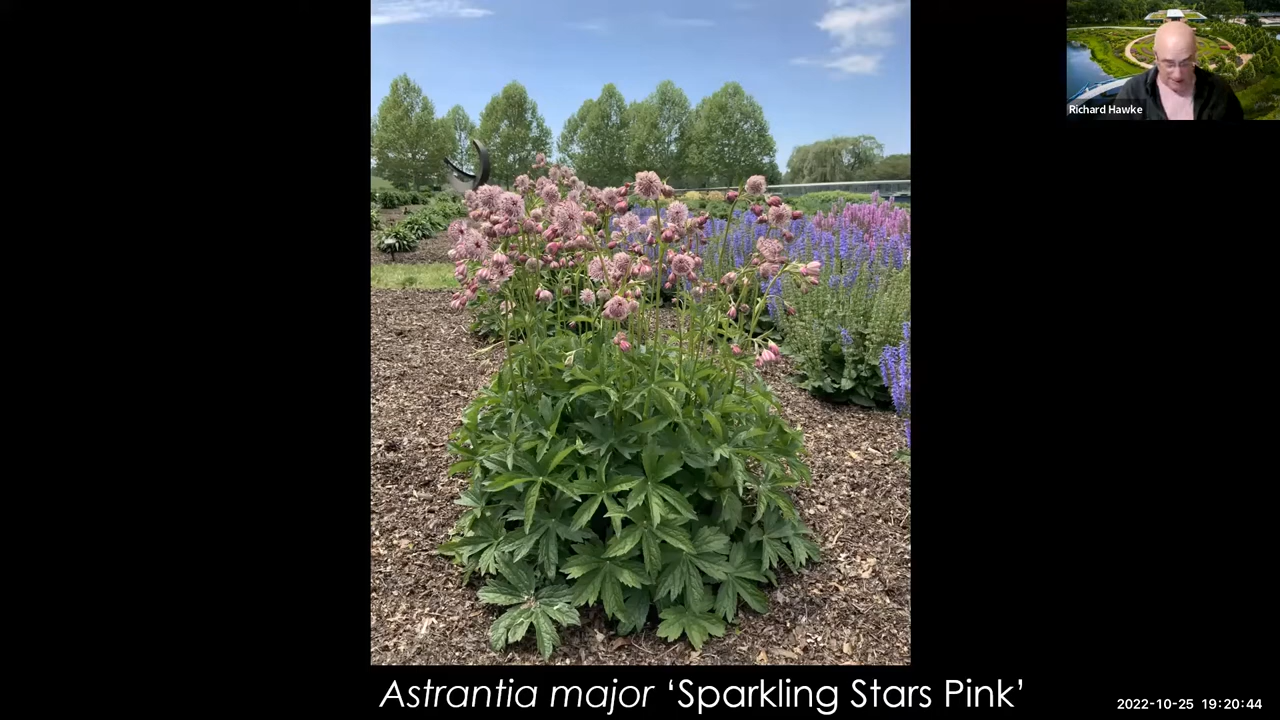 Richard Hawke
Astrantia major ‘Sparkling Stars Pink’
2022-10-25 19:20:44